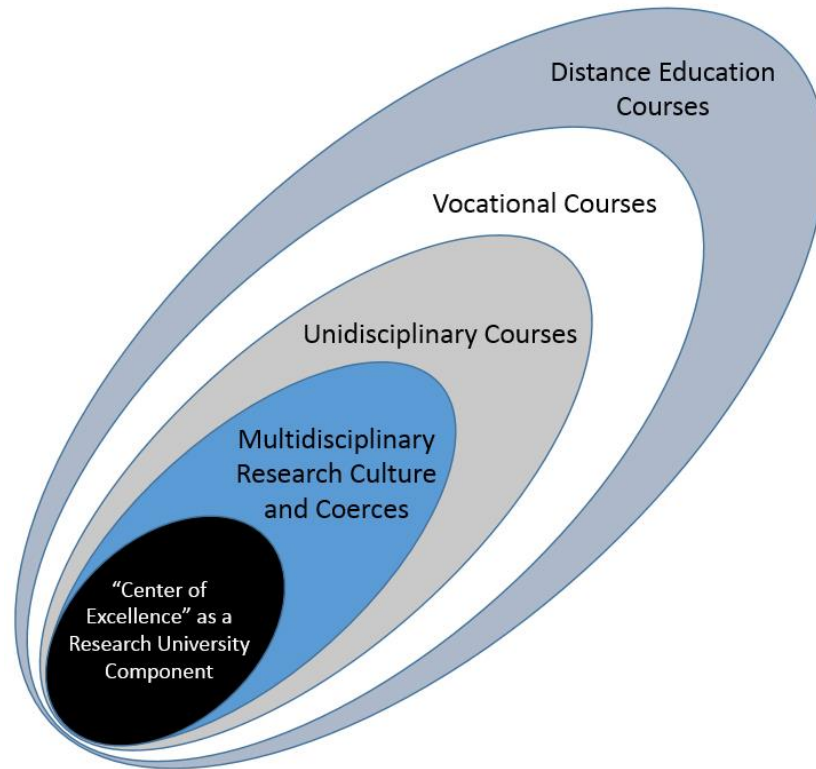 Distance Education
Courses
Vocational Courses
Unidisciplinary Courses
Multidisciplinary
Research Culture
and Coerces
“Center of
Excellence” as a
Research University
Component